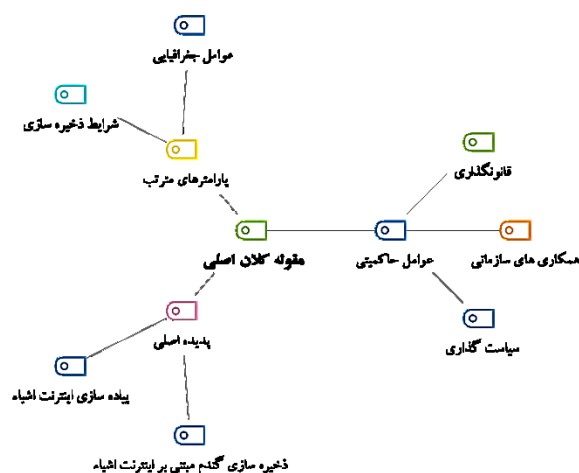 عوامل جغرافیایی
شرایط ذخیره سازی
پارامترهای مترتب
قانونگذاری
مقوله کلان اصلی
عوامل حاکمیتی
همکاری های سازمانی
پدیده اصلی
سیاست گذاری
پیاده سازی اینترنت اشیاء
ذخیره سازی گندم مبتنی بر اینترنت اشیاء